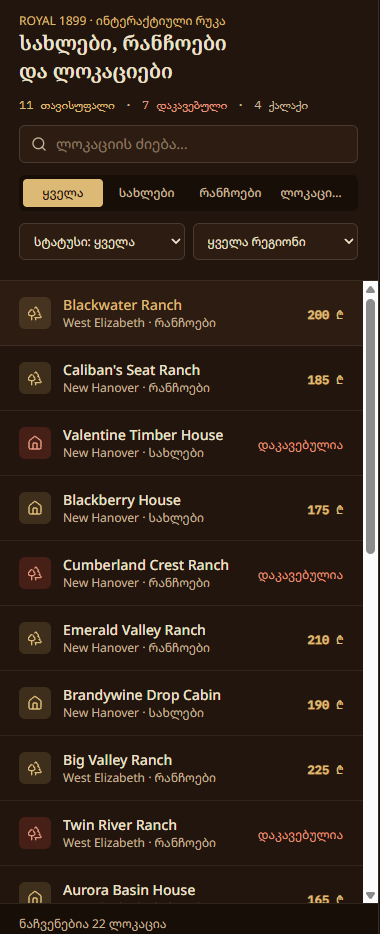 ROYAL 1899 · ინტერაქტიული რუკა
სახლები, რანჩოები
და ლოკაციები
11 თავისუფალი · 7 დაკავებული · 4 ქალაქი
ლოკაციის ძიება...
ყველა სახლები რანჩოები ლოკაცი...
სტატუსი: ყველა ყველა რეგიონი
Blackwater Ranch
West Elizabeth · რანჩოები 200 ₾
Caliban's Seat Ranch
New Hanover · რანჩოები 185 ₾
Valentine Timber House
New Hanover · სახლები დაკავებულია
Blackberry House
New Hanover · სახლები 175 ₾
Cumberland Crest Ranch
New Hanover · რანჩოები დაკავებულია
Emerald Valley Ranch
New Hanover · რანჩოები 210 ₾
Brandywine Drop Cabin
New Hanover · სახლები 190 ₾
Big Valley Ranch
West Elizabeth · რანჩოები 225 ₾
Twin River Ranch
West Elizabeth · რანჩოები დაკავებულია
Aurora Basin House
165 ₾
ნაჩვენებია 22 ლოკაცია